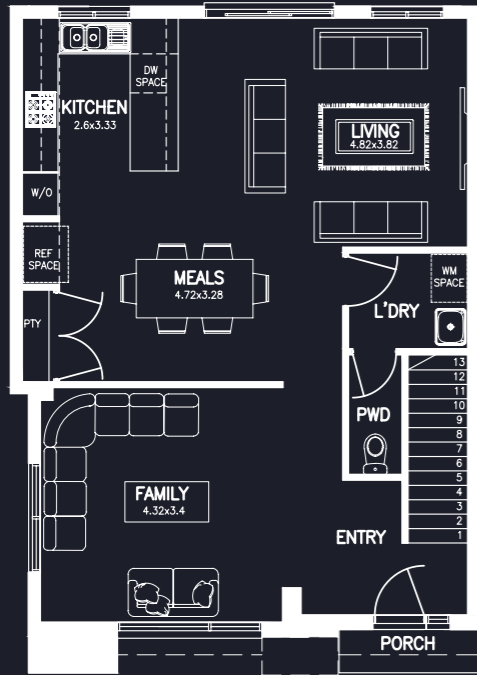 DW
SPACE
KITCHEN
2.6x3.33
LIVING
4.82x3.82
W/O
REF
SPACE
MEALS
4.72x3.28
WM
SPACE
L'DRY
PTY
13
12
11
10
9
8
7
6
5
4
3
2
1
PWD
FAMILY
4.32x3.4
ENTRY
PORCH